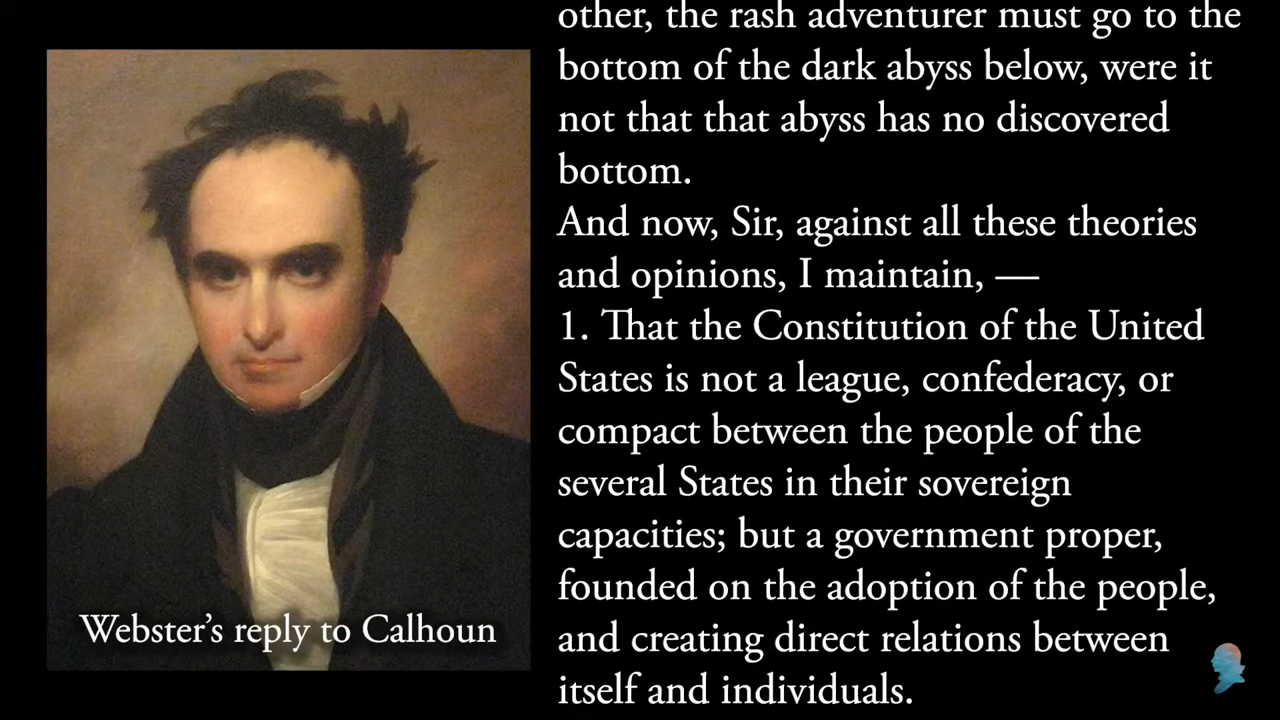 other, the rash adventurer must go to the
bottom of the dark abyss below, were it
not that that abyss has no discovered
bottom.
And now, Sir, against all these theories
and opinions, I maintain, —
1. That the Constitution of the United
States is not a league, confederacy, or
compact between the people of the
several States in their sovereign
capacities; but a government proper,
founded on the adoption of the people,
and creating direct relations between
itself and individuals.
Webster’s reply to Calhoun